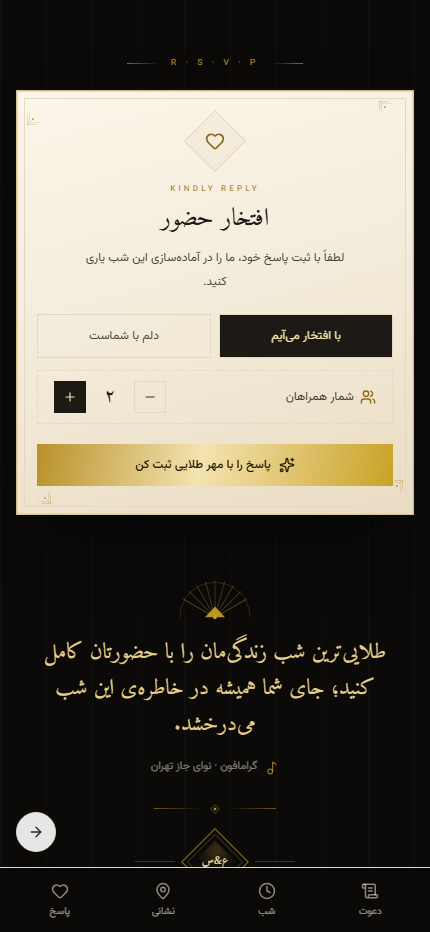 R · S · V · P
KINDLY REPLY
افتخار حضور
لطفاً با ثبت پاسخ خود، ما را در آماده‌سازی این شب یاری
کنید.
با افتخار می‌آیم
دلم با شماست
شمار همراهان
− ۲ +
پاسخ را با مهر طلایی ثبت کن
طلایی‌ترین شب زندگی‌مان را با حضورتان کامل
کنید؛ جای شما همیشه در خاطره‌ی این شب
می‌درخشد.
گرامافون · نوای جاز تهران
س&ع
دعوت
شب
نشانی
پاسخ